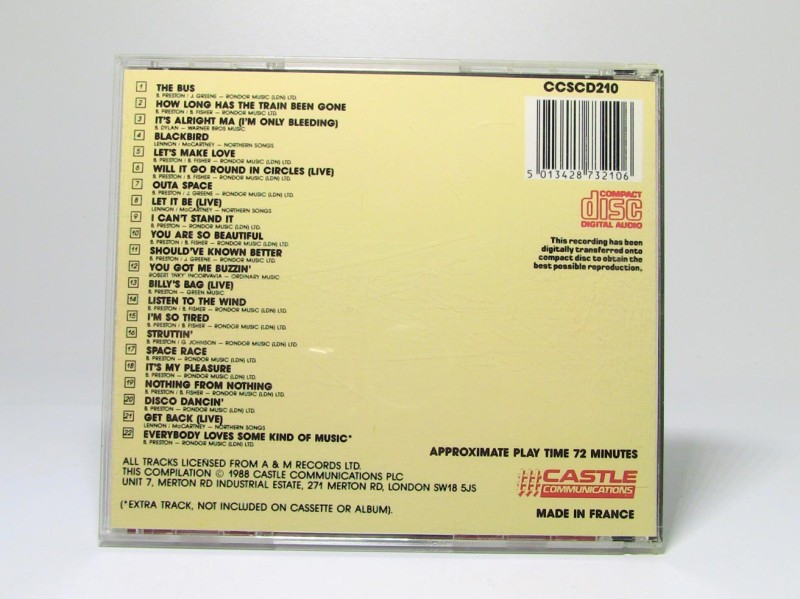 1 THE BUS
B. PRESTON / J. GREENE — RONDOR MUSIC (LDN) LTD.
2 HOW LONG HAS THE TRAIN BEEN GONE
B. PRESTON / B. FISHER — RONDOR MUSIC (LDN) LTD.
3 IT'S ALRIGHT MA (I'M ONLY BLEEDING)
B. DYLAN — WARNER BROS MUSIC
4 BLACKBIRD
LENNON / McCARTNEY — NORTHERN SONGS
5 LET'S MAKE LOVE
B. PRESTON / B. FISHER — RONDOR MUSIC (LDN) LTD.
6 WILL IT GO ROUND IN CIRCLES (LIVE)
B. PRESTON / B. FISHER — RONDOR MUSIC (LDN) LTD.
7 OUTA SPACE
B. PRESTON / J. GREENE — RONDOR MUSIC (LDN) LTD.
8 LET IT BE (LIVE)
LENNON / McCARTNEY — NORTHERN SONGS
9 I CAN'T STAND IT
B. PRESTON — RONDOR MUSIC (LDN) LTD.
10 YOU ARE SO BEAUTIFUL
B. PRESTON / B. FISHER — RONDOR MUSIC (LDN) LTD.
11 SHOULD'VE KNOWN BETTER
B. PRESTON / J. GREENE — RONDOR MUSIC (LDN) LTD.
12 YOU GOT ME BUZZIN'
ROBERT 'INKY' INCORVAVIA — ORDINARY MUSIC
13 BILLY'S BAG (LIVE)
B. PRESTON — GREEN MUSIC
14 LISTEN TO THE WIND
B. PRESTON / B. FISHER — RONDOR MUSIC (LDN) LTD.
15 I'M SO TIRED
B. PRESTON / B. FISHER — RONDOR MUSIC (LDN) LTD.
16 STRUTTIN'
B. PRESTON / G. JOHNSON — RONDOR MUSIC (LDN) LTD.
17 SPACE RACE
B. PRESTON — RONDOR MUSIC (LDN) LTD.
18 IT'S MY PLEASURE
B. PRESTON — RONDOR MUSIC (LDN) LTD.
19 NOTHING FROM NOTHING
B. PRESTON / B. FISHER — RONDOR MUSIC (LDN) LTD.
20 DISCO DANCIN'
B. PRESTON — RONDOR MUSIC (LDN) LTD.
21 GET BACK (LIVE)
LENNON / McCARTNEY — NORTHERN SONGS
22 EVERYBODY LOVES SOME KIND OF MUSIC*
B. PRESTON — RONDOR MUSIC (LDN) LTD.
ALL TRACKS LICENSED FROM A & M RECORDS LTD.
THIS COMPILATION © 1988 CASTLE COMMUNICATIONS PLC
UNIT 7, MERTON RD INDUSTRIAL ESTATE, 271 MERTON RD, LONDON SW18 5JS
(*EXTRA TRACK, NOT INCLUDED ON CASSETTE OR ALBUM).
CCSCD210
5 013428 732106
COMPACT
disc
DIGITAL AUDIO
This recording has been
digitally transferred onto
compact disc to obtain the
best possible reproduction.
APPROXIMATE PLAY TIME 72 MINUTES
CASTLE
COMMUNICATIONS
MADE IN FRANCE